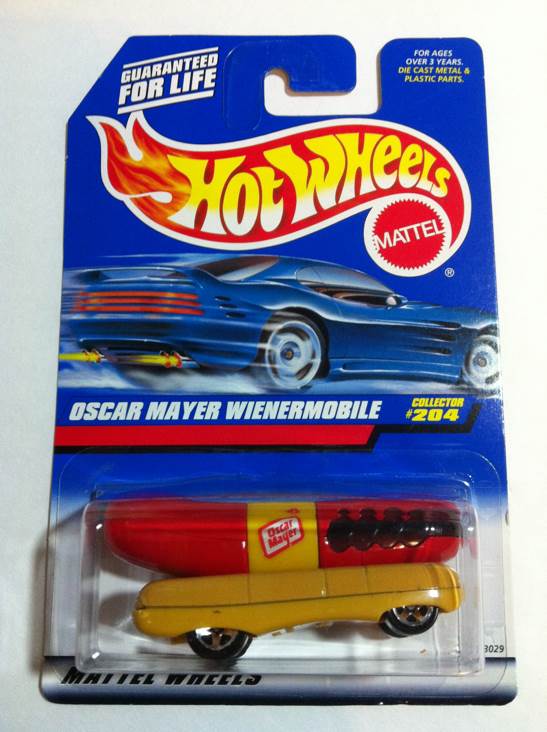 GUARANTEED
FOR LIFE
FOR AGES
OVER 3 YEARS.
DIE CAST METAL &
PLASTIC PARTS.
HOT WHEELS
MATTEL
®
OSCAR MAYER WIENERMOBILE
COLLECTOR
#204
Oscar
Mayer
3029
MATTEL WHEELS